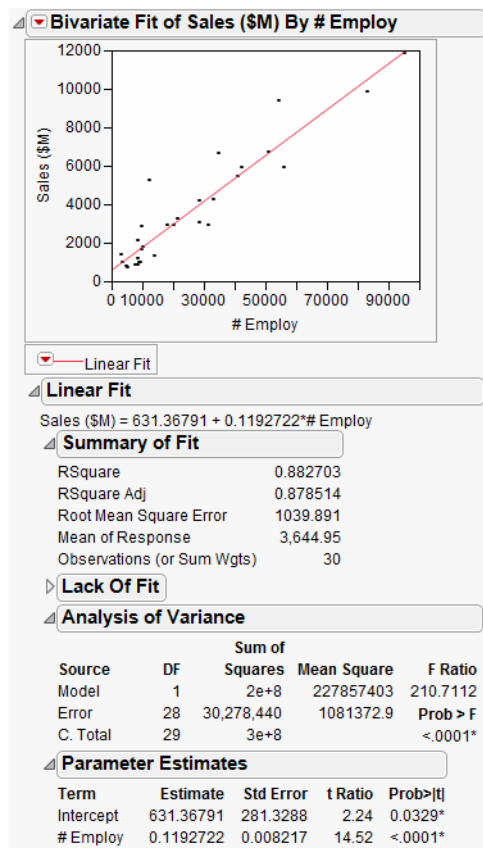 Bivariate Fit of Sales ($M) By # Employ
12000
10000
8000
6000
4000
2000
0
Sales ($M)
0 10000 30000 50000 70000 90000
# Employ
Linear Fit
Linear Fit
Sales ($M) = 631.36791 + 0.1192722*# Employ
Summary of Fit
RSquare 0.882703
RSquare Adj 0.878514
Root Mean Square Error 1039.891
Mean of Response 3,644.95
Observations (or Sum Wgts) 30
Lack Of Fit
Analysis of Variance
Sum of
Source DF Squares Mean Square F Ratio
Model 1 2e+8 227857403 210.7112
Error 28 30,278,440 1081372.9 Prob > F
C. Total 29 3e+8 <.0001*
Parameter Estimates
Term Estimate Std Error t Ratio Prob>|t|
Intercept 631.36791 281.3288 2.24 0.0329*
# Employ 0.1192722 0.008217 14.52 <.0001*